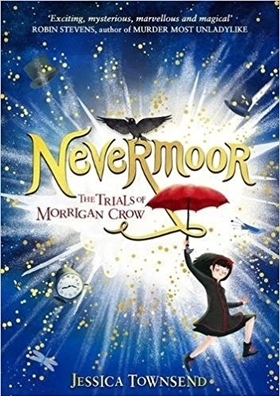 'Exciting, mysterious, marvellous and magical'
ROBIN STEVENS, author of MURDER MOST UNLADYLIKE
NEVERMOOR
THE TRIALS OF
MORRIGAN CROW
JESSICA TOWNSEND